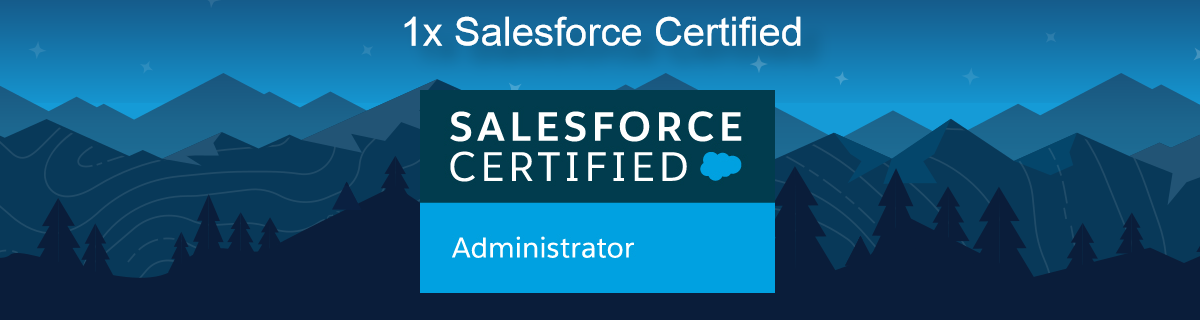 1x Salesforce Certified
SALESFORCE
CERTIFIED
Administrator